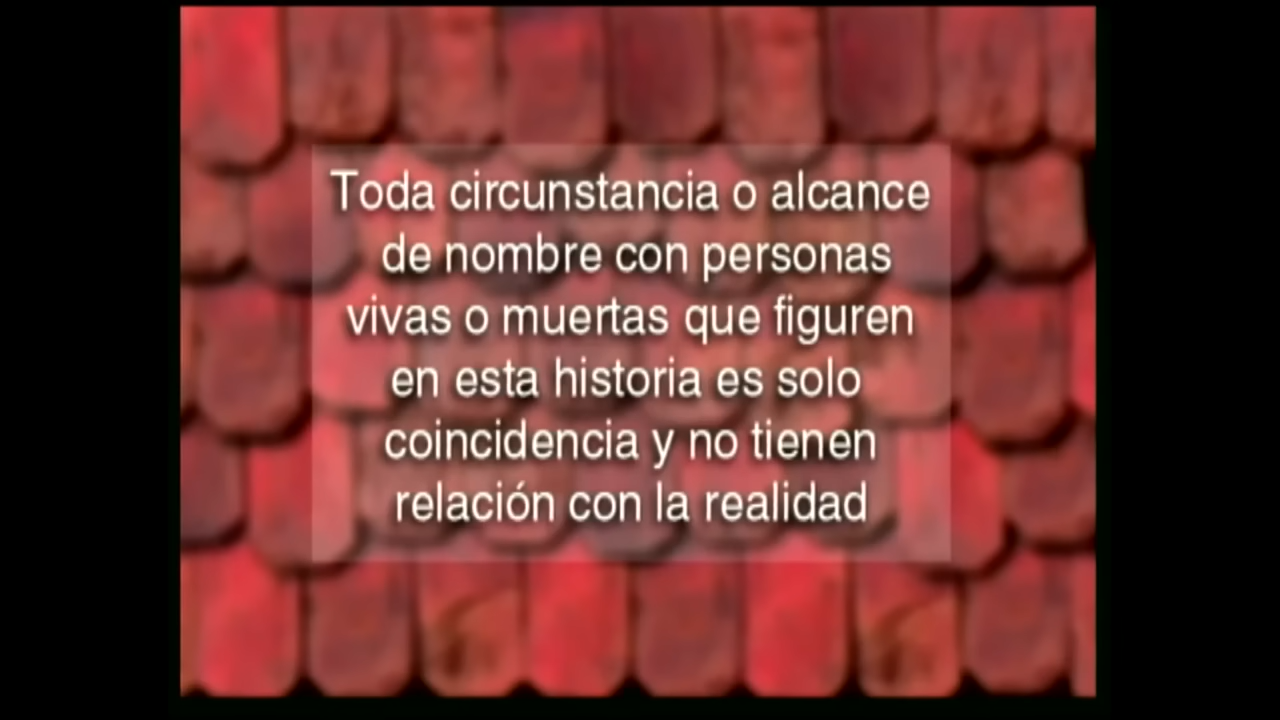 Toda circunstancia o alcance
de nombre con personas
vivas o muertas que figuren
en esta historia es solo
coincidencia y no tienen
relación con la realidad